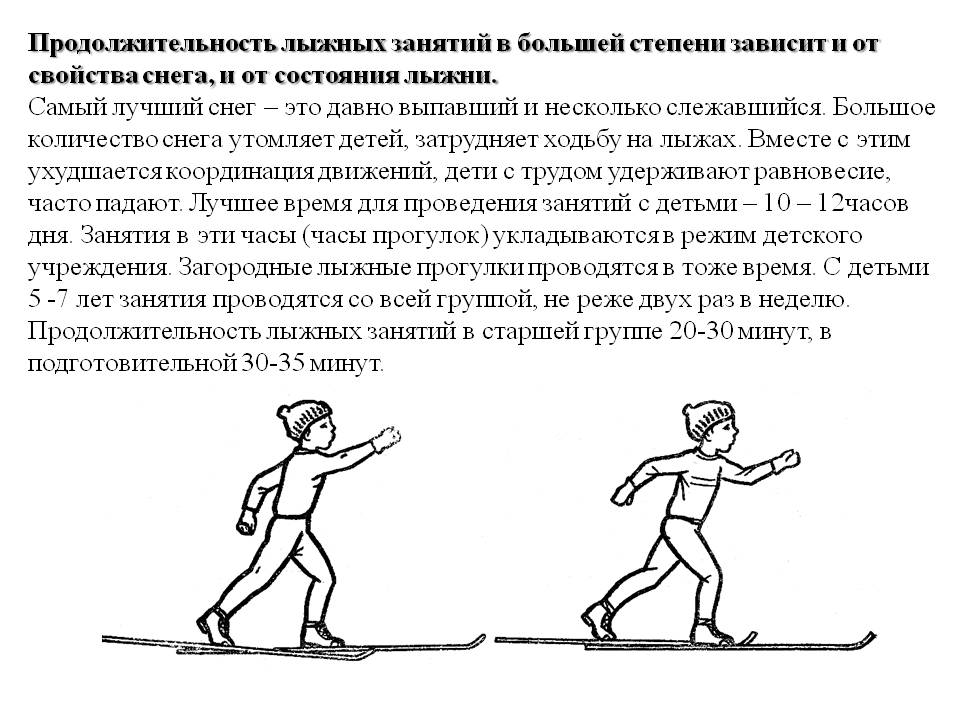 Продолжительность лыжных занятий в большей степени зависит и от
свойства снега, и от состояния лыжни.
Самый лучший снег – это давно выпавший и несколько слежавшийся. Большое
количество снега утомляет детей, затрудняет ходьбу на лыжах. Вместе с этим
ухудшается координация движений, дети с трудом удерживают равновесие,
часто падают. Лучшее время для проведения занятий с детьми – 10 – 12часов
дня. Занятия в эти часы (часы прогулок) укладываются в режим детского
учреждения. Загородные лыжные прогулки проводятся в тоже время. С детьми
5 -7 лет занятия проводятся со всей группой, не реже двух раз в неделю.
Продолжительность лыжных занятий в старшей группе 20-30 минут, в
подготовительной 30-35 минут.